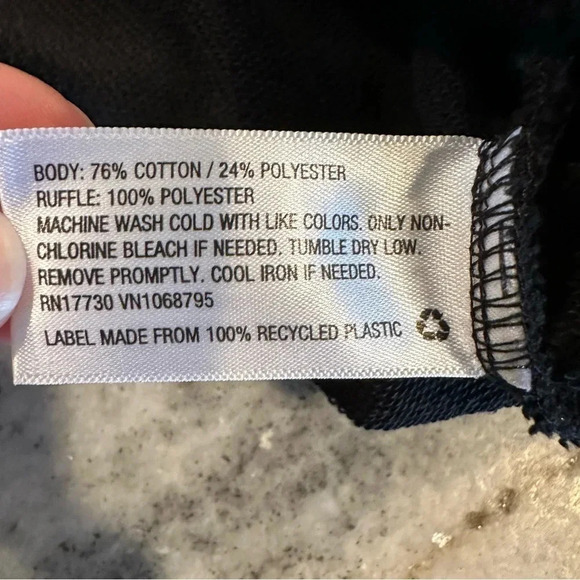 BODY: 76% COTTON / 24% POLYESTER
RUFFLE: 100% POLYESTER
MACHINE WASH COLD WITH LIKE COLORS. ONLY NON-
CHLORINE BLEACH IF NEEDED. TUMBLE DRY LOW.
REMOVE PROMPTLY. COOL IRON IF NEEDED.
RN17730 VN1068795
LABEL MADE FROM 100% RECYCLED PLASTIC